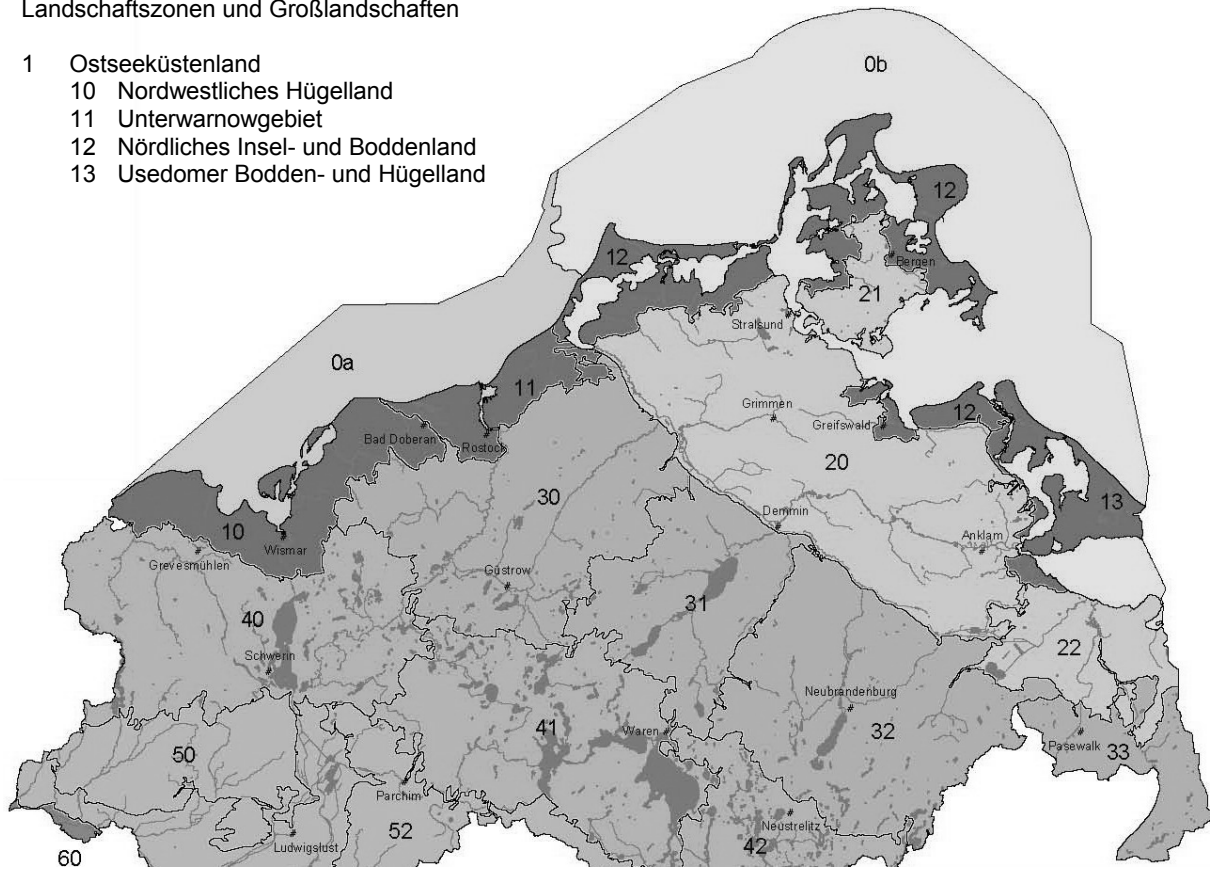 Landschaftszonen und Großlandschaften
1 Ostseeküstenland
10 Nordwestliches Hügelland
11 Unterwarnowgebiet
12 Nördliches Insel- und Boddenland
13 Usedomer Bodden- und Hügelland
0b
12
12
Bergen
21
Stralsund
0a
11
Grimmen
12
Bad Doberan
Rostock
Greifswald
20
30
13
10
Demmin
Wismar
Anklam
Grevesmühlen
Güstrow
31
40
22
Schwerin
Neubrandenburg
41
Waren
32
50
Pasewalk
33
Parchim
Neustrelitz
52
Ludwigslust
42
60